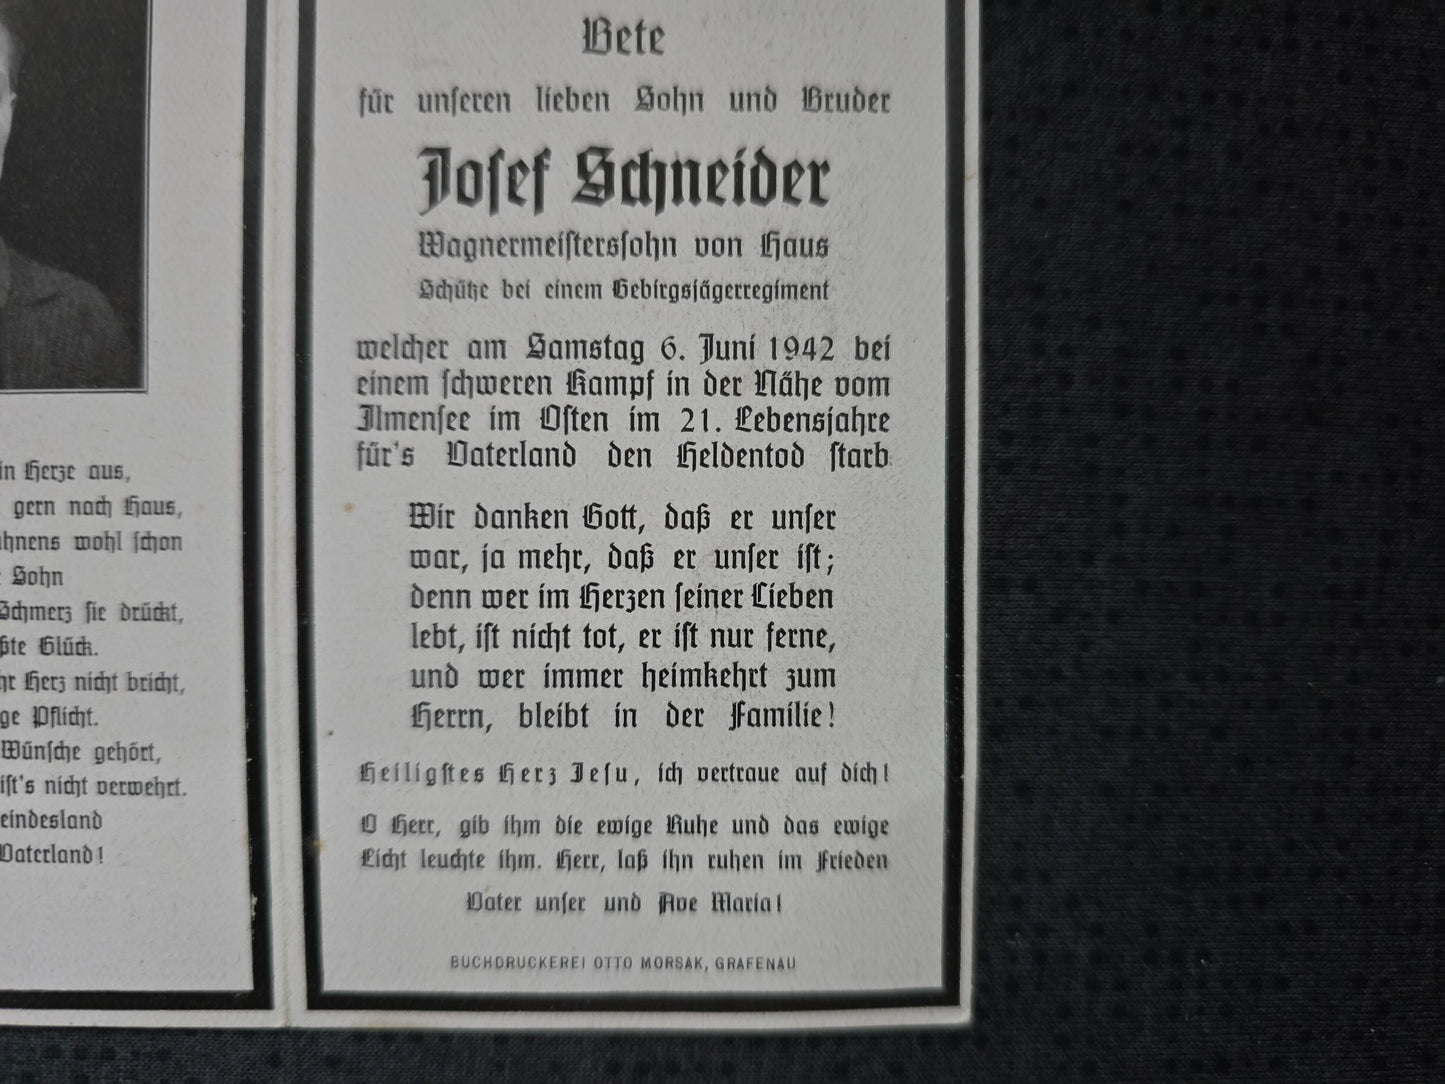 in Herze aus,
gern nach Haus,
ahnens wohl schon
Sohn
Schmerz sie drückt,
ßte Glück.
hr Herz nicht bricht,
ge Pflicht.
Wünsche gehört,
ist's nicht verwehrt.
eindesland
Vaterland!
Bete
für unseren lieben Sohn und Bruder
Josef Schneider
Wagnermeisterssohn von Haus
Schütze bei einem Gebirgsjägerregiment
welcher am Samstag 6. Juni 1942 bei
einem schweren Kampf in der Nähe vom
Ilmensee im Osten im 21. Lebensjahre
für's Vaterland den Heldentod starb
Wir danken Gott, daß er unser
war, ja mehr, daß er unser ist;
denn wer im Herzen seiner Lieben
lebt, ist nicht tot, er ist nur ferne,
und wer immer heimkehrt zum
Herrn, bleibt in der Familie!
Heiligstes Herz Jesu, ich vertraue auf dich!
O Herr, gib ihm die ewige Ruhe und das ewige
Licht leuchte ihm. Herr, laß ihn ruhen im Frieden
Vater unser und Ave Maria!
BUCHDRUCKEREI OTTO MORSAK, GRAFENAU